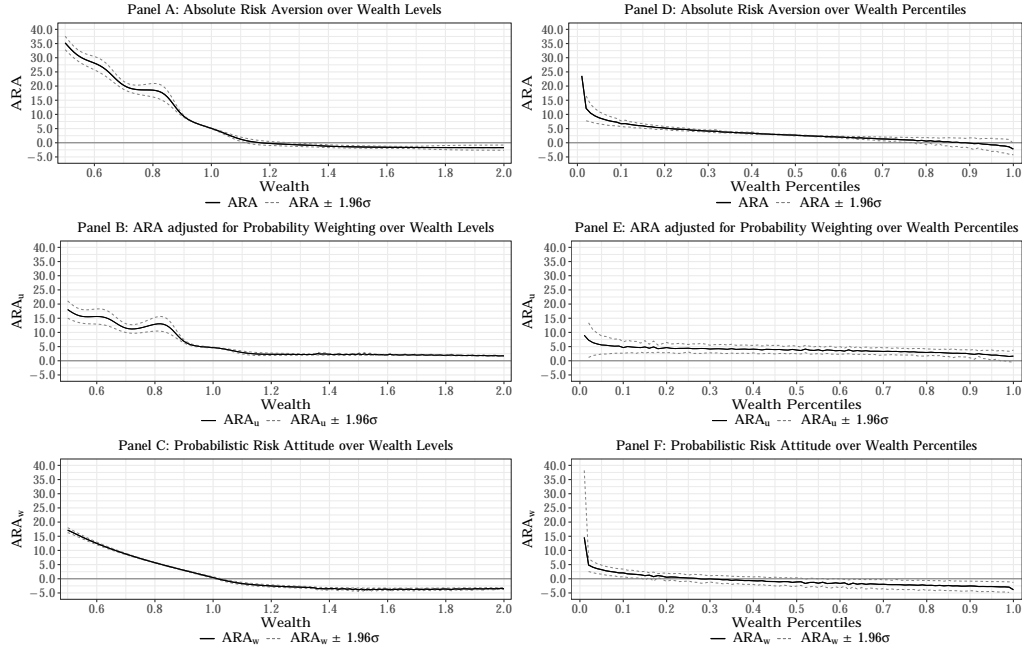 Panel A: Absolute Risk Aversion over Wealth Levels
40.0
35.0
30.0
25.0
20.0
15.0
10.0
5.0
0.0
−5.0
ARA
0.6 0.8 1.0 1.2 1.4 1.6 1.8 2.0
Wealth
ARA ARA ± 1.96σ
Panel D: Absolute Risk Aversion over Wealth Percentiles
40.0
35.0
30.0
25.0
20.0
15.0
10.0
5.0
0.0
−5.0
ARA
0.0 0.1 0.2 0.3 0.4 0.5 0.6 0.7 0.8 0.9 1.0
Wealth Percentiles
ARA ARA ± 1.96σ
Panel B: ARA adjusted for Probability Weighting over Wealth Levels
40.0
35.0
30.0
25.0
20.0
15.0
10.0
5.0
0.0
−5.0
ARAu
0.6 0.8 1.0 1.2 1.4 1.6 1.8 2.0
Wealth
ARAu ARAu ± 1.96σ
Panel E: ARA adjusted for Probability Weighting over Wealth Percentiles
40.0
35.0
30.0
25.0
20.0
15.0
10.0
5.0
0.0
−5.0
ARAu
0.0 0.1 0.2 0.3 0.4 0.5 0.6 0.7 0.8 0.9 1.0
Wealth Percentiles
ARAu ARAu ± 1.96σ
Panel C: Probabilistic Risk Attitude over Wealth Levels
40.0
35.0
30.0
25.0
20.0
15.0
10.0
5.0
0.0
−5.0
ARAw
0.6 0.8 1.0 1.2 1.4 1.6 1.8 2.0
Wealth
ARAw ARAw ± 1.96σ
Panel F: Probabilistic Risk Attitude over Wealth Percentiles
40.0
35.0
30.0
25.0
20.0
15.0
10.0
5.0
0.0
−5.0
ARAw
0.0 0.1 0.2 0.3 0.4 0.5 0.6 0.7 0.8 0.9 1.0
Wealth Percentiles
ARAw ARAw ± 1.96σ